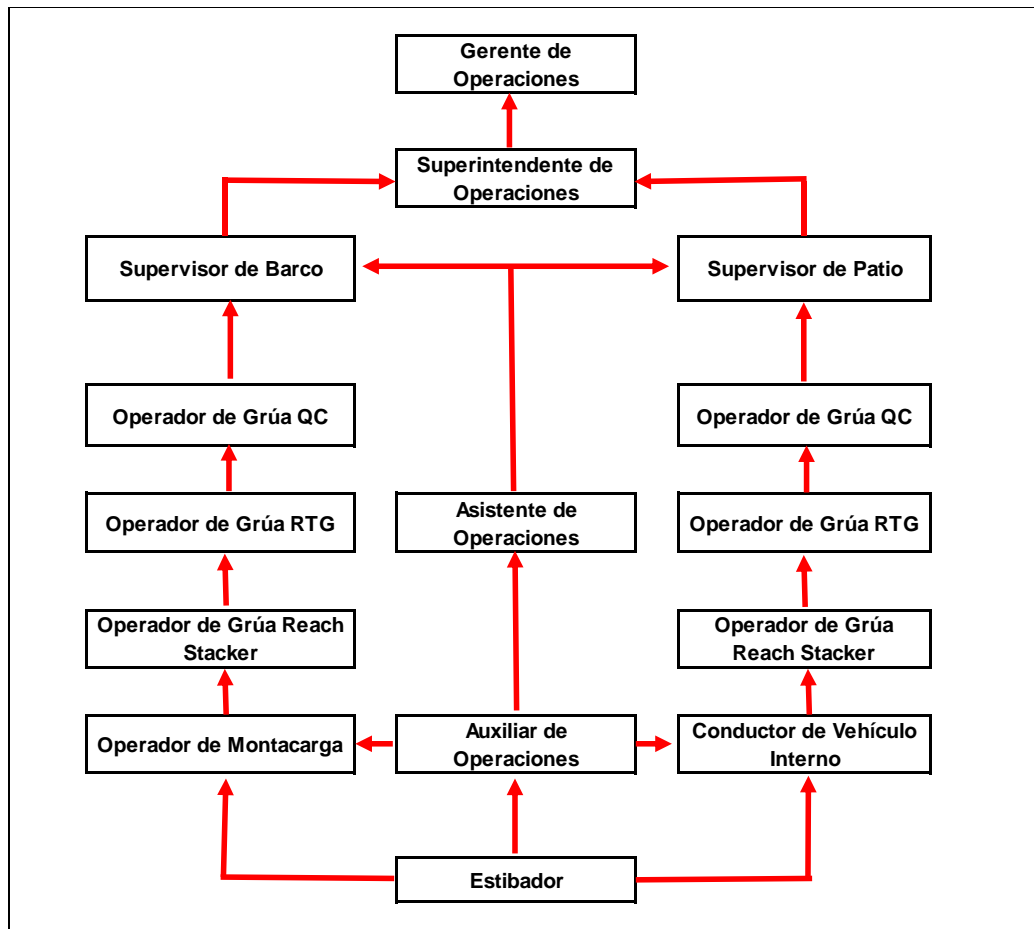 Gerente de
Operaciones
Superintendente de
Operaciones
Supervisor de Barco
Supervisor de Patio
Operador de Grúa QC
Operador de Grúa QC
Operador de Grúa RTG
Asistente de
Operaciones
Operador de Grúa RTG
Operador de Grúa Reach
Stacker
Operador de Grúa
Reach Stacker
Operador de Montacarga
Auxiliar de
Operaciones
Conductor de Vehículo
Interno
Estibador